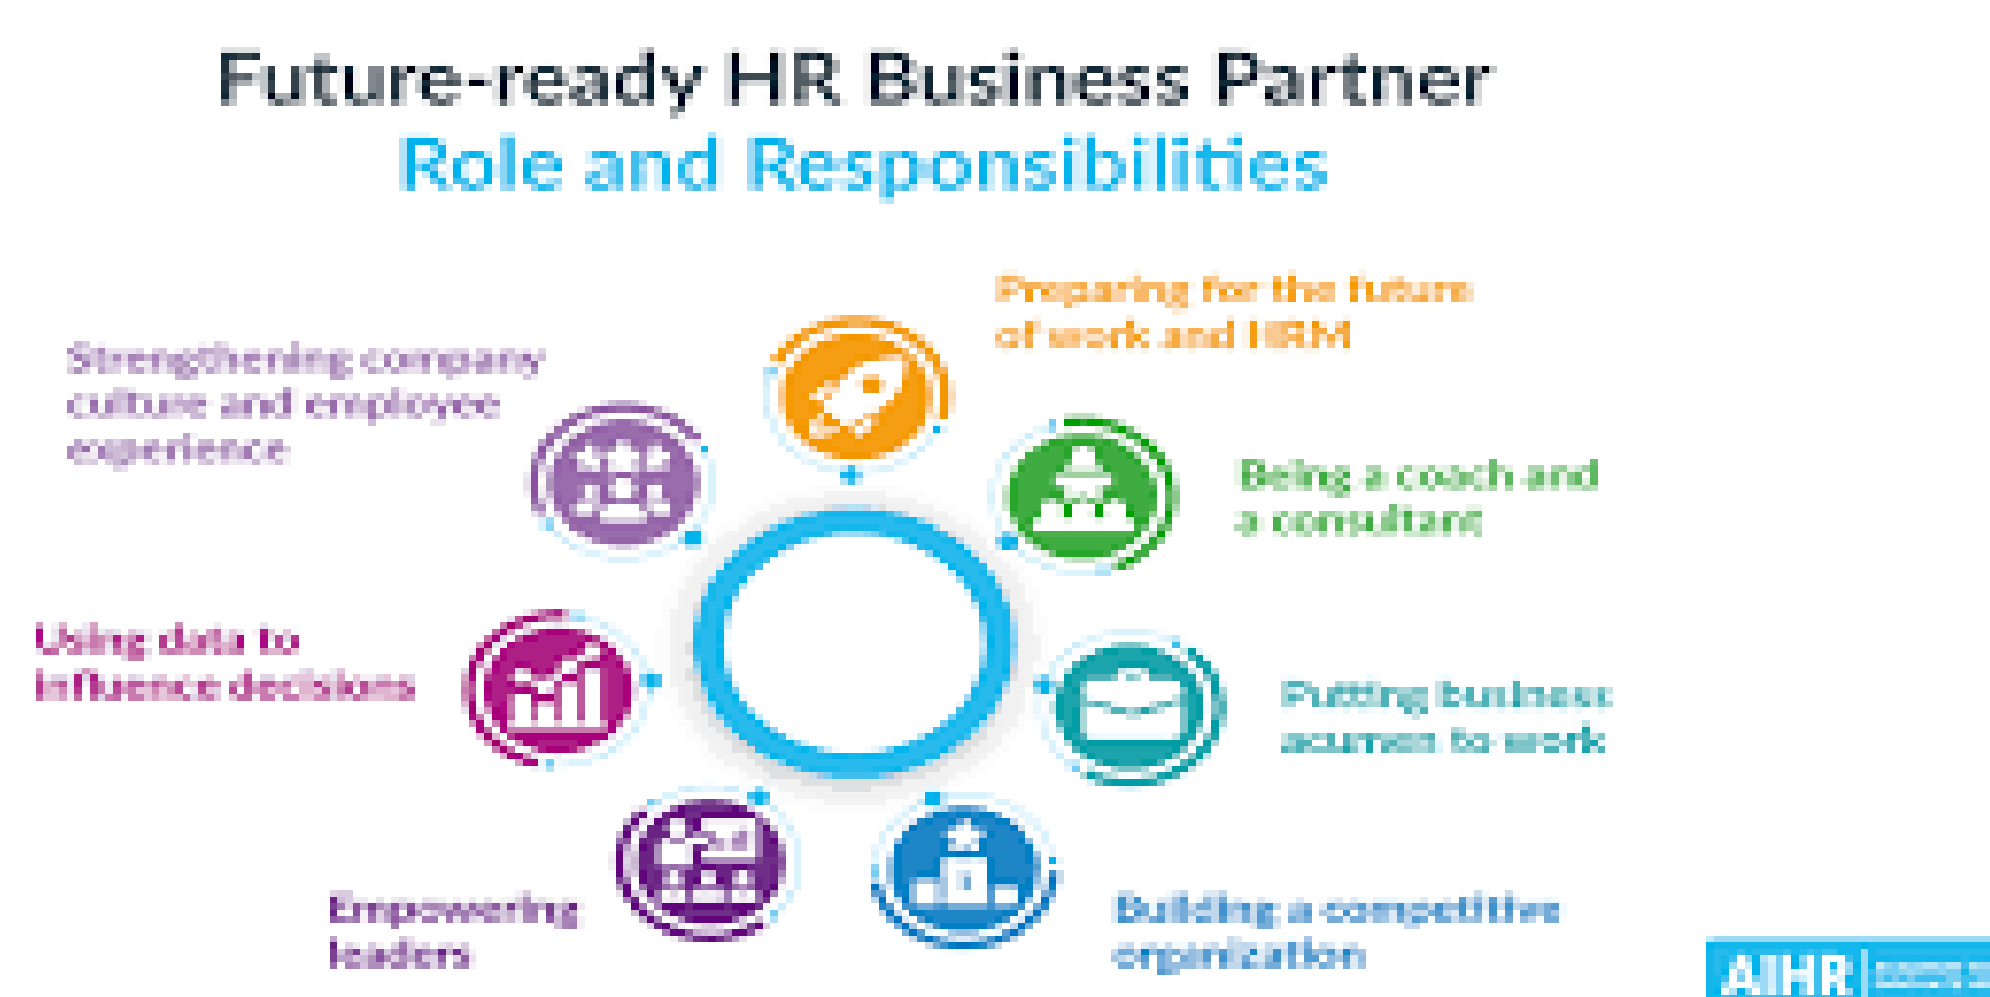 Future-ready HR Business Partner
Role and Responsibilities
Preparing for the future
of work and HRM
Being a coach and
a consultant
Putting business
acumen to work
Building a competitive
organization
Empowering
leaders
Using data to
influence decisions
Strengthening company
culture and employee
experience
AIHR